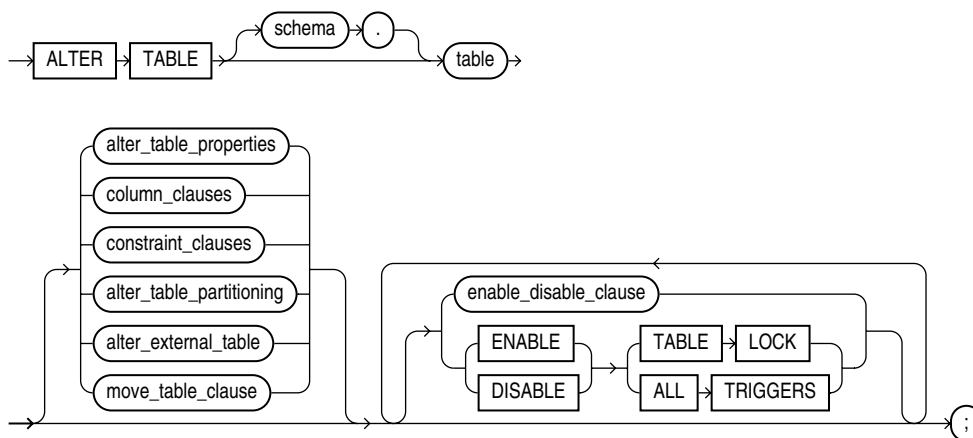 schema .
ALTER TABLE table
alter_table_properties
column_clauses
constraint_clauses
alter_table_partitioning
alter_external_table
move_table_clause
enable_disable_clause
ENABLE TABLE LOCK
DISABLE ALL TRIGGERS
;